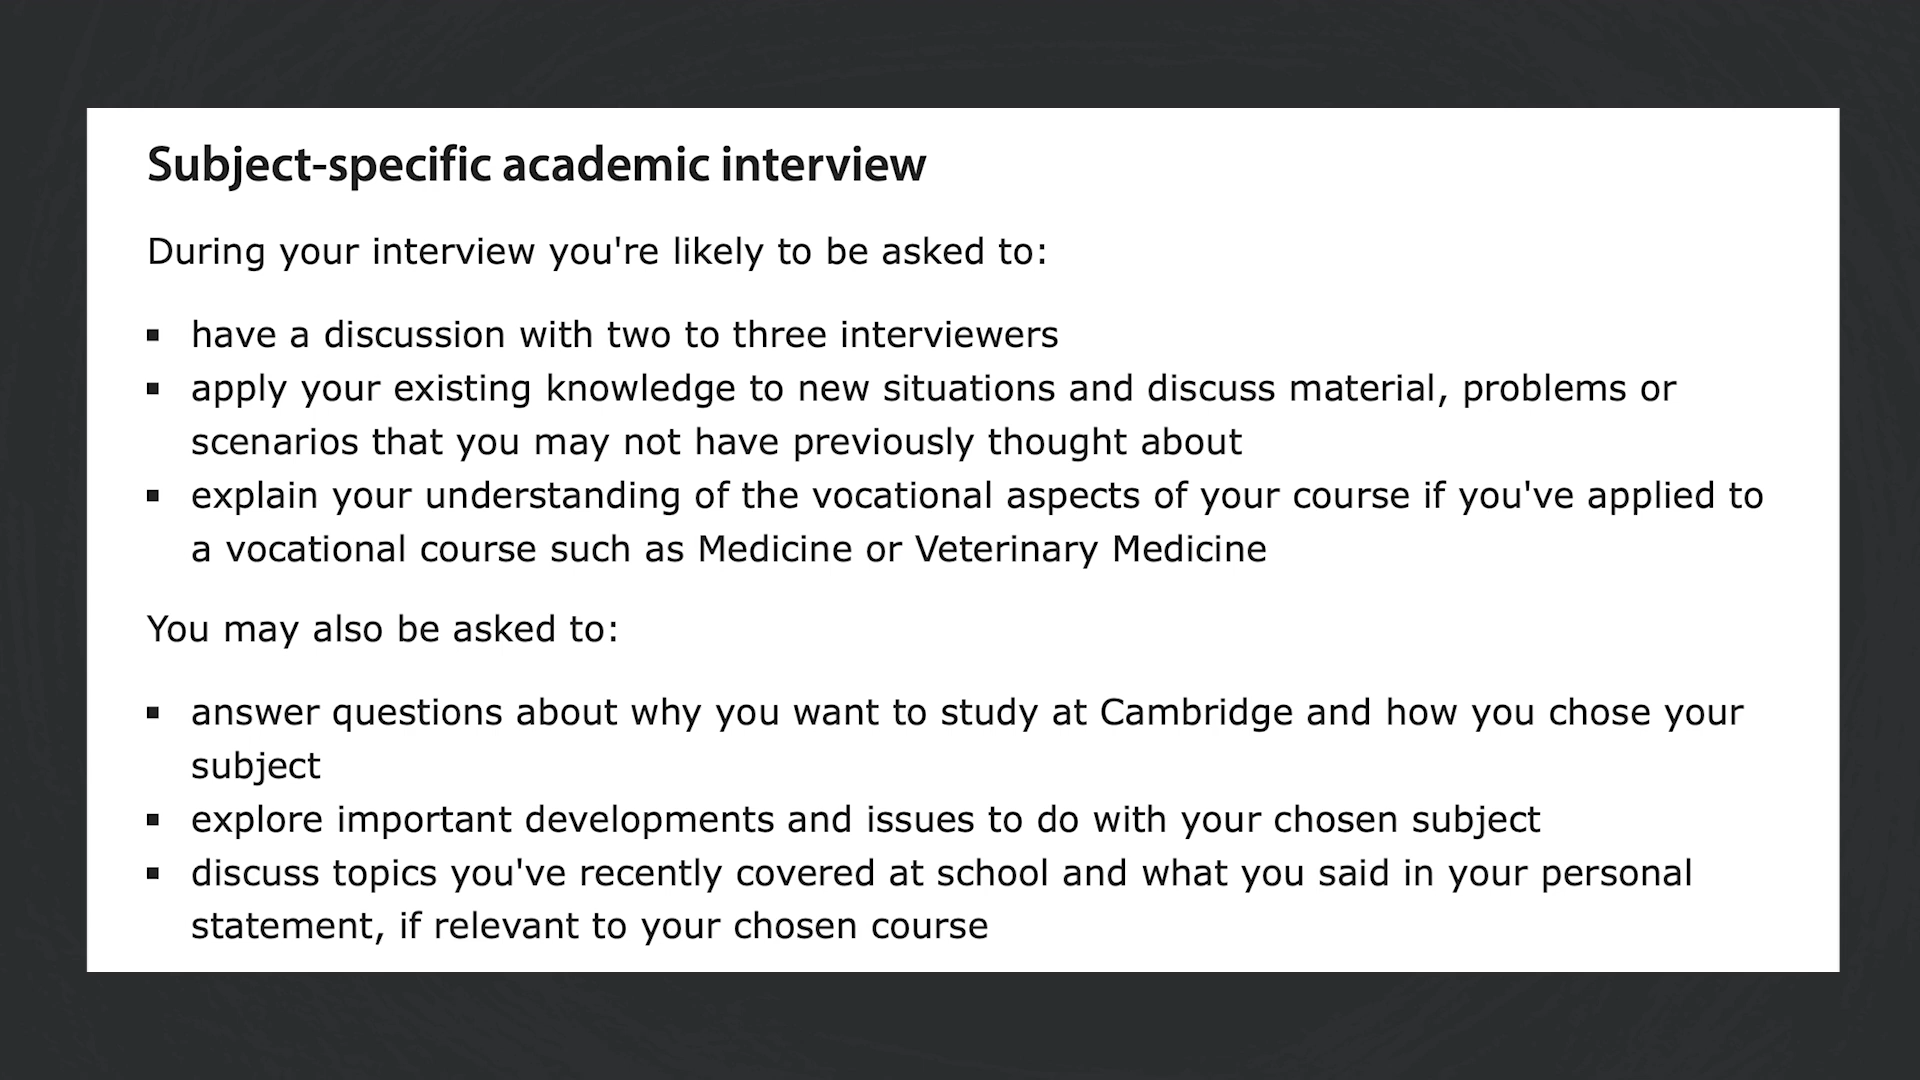 Subject-specific academic interview
During your interview you're likely to be asked to:
▪ have a discussion with two to three interviewers
▪ apply your existing knowledge to new situations and discuss material, problems or
scenarios that you may not have previously thought about
▪ explain your understanding of the vocational aspects of your course if you've applied to
a vocational course such as Medicine or Veterinary Medicine
You may also be asked to:
▪ answer questions about why you want to study at Cambridge and how you chose your
subject
▪ explore important developments and issues to do with your chosen subject
▪ discuss topics you've recently covered at school and what you said in your personal
statement, if relevant to your chosen course